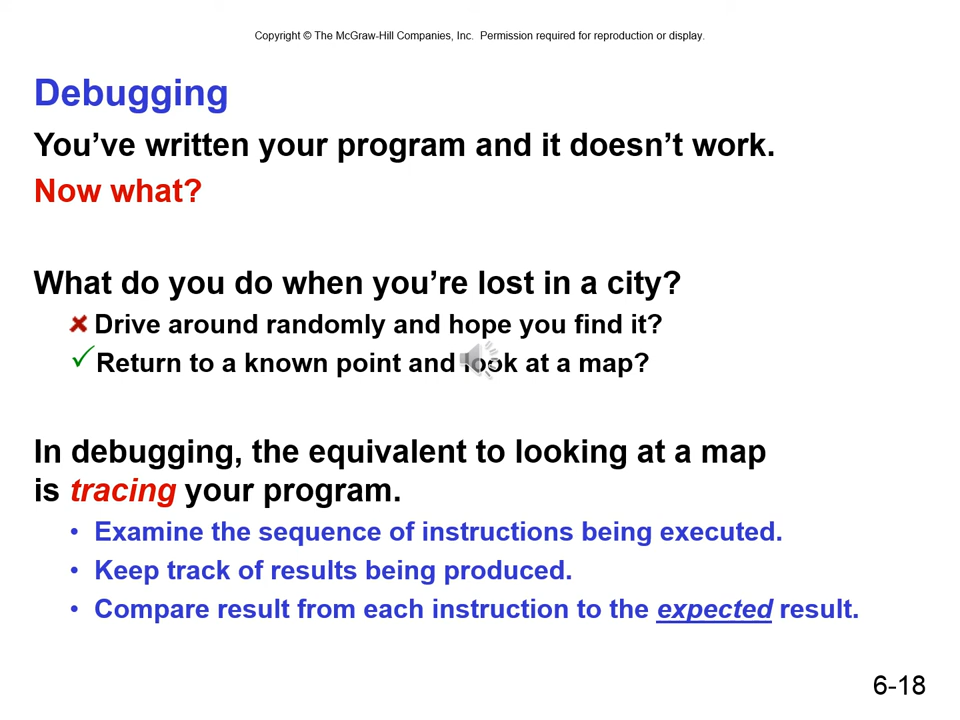 Copyright © The McGraw-Hill Companies, Inc. Permission required for reproduction or display.
Debugging
You’ve written your program and it doesn’t work.
Now what?
What do you do when you’re lost in a city?
✖ Drive around randomly and hope you find it?
✓Return to a known point and look at a map?
In debugging, the equivalent to looking at a map
is tracing your program.
• Examine the sequence of instructions being executed.
• Keep track of results being produced.
• Compare result from each instruction to the expected result.
6-18